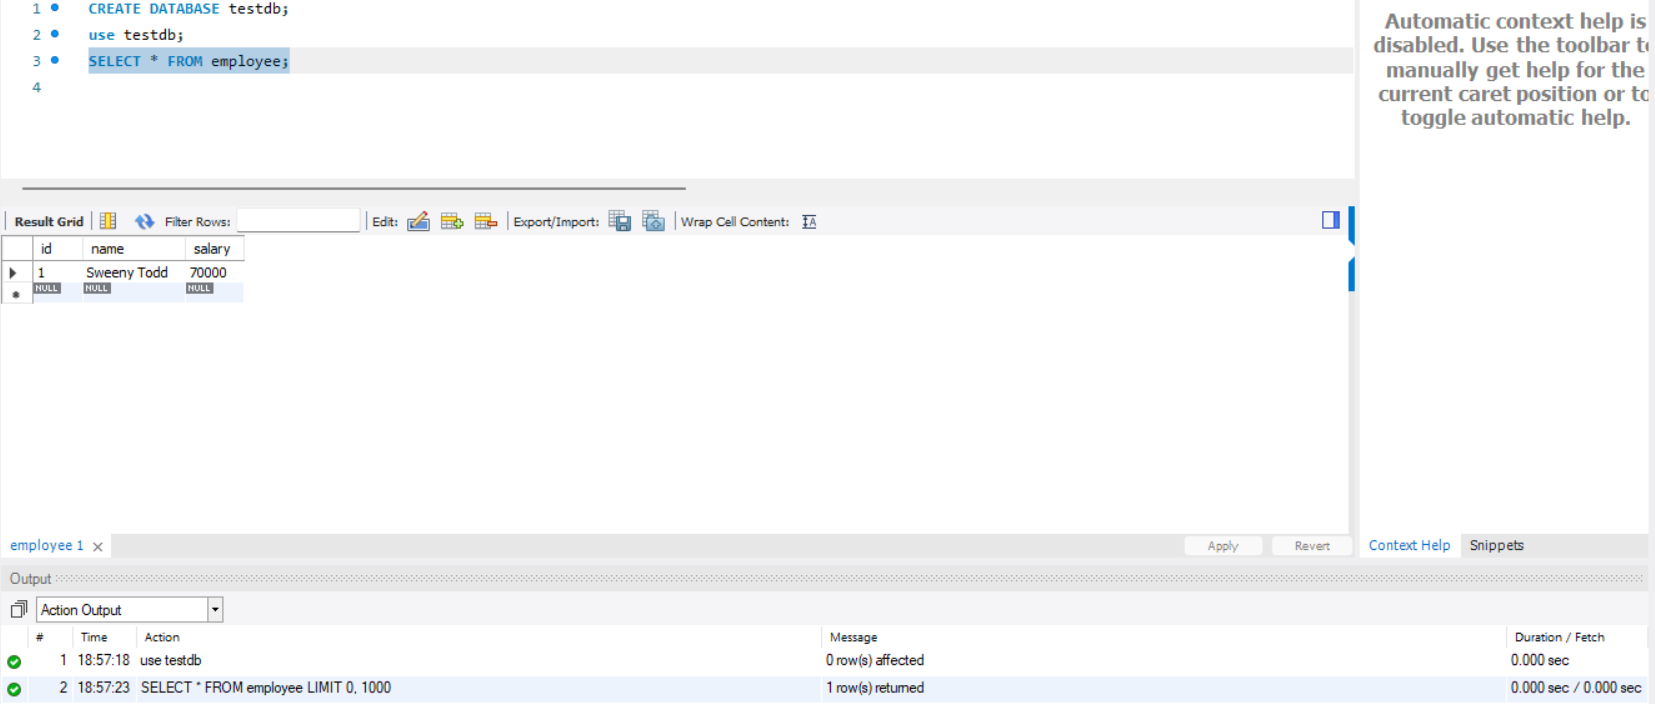 1 CREATE DATABASE testdb;
2 use testdb;
3 SELECT * FROM employee;
4
Automatic context help is
disabled. Use the toolbar to
manually get help for the
current caret position or to
toggle automatic help.
Result Grid Filter Rows: Edit: Export/Import: Wrap Cell Content: IA
id name salary
1 Sweeny Todd 70000
NULL NULL NULL
employee 1 Apply Revert Context Help Snippets
Output
Action Output
# Time Action Message Duration / Fetch
1 18:57:18 use testdb 0 row(s) affected 0.000 sec
2 18:57:23 SELECT * FROM employee LIMIT 0, 1000 1 row(s) returned 0.000 sec / 0.000 sec